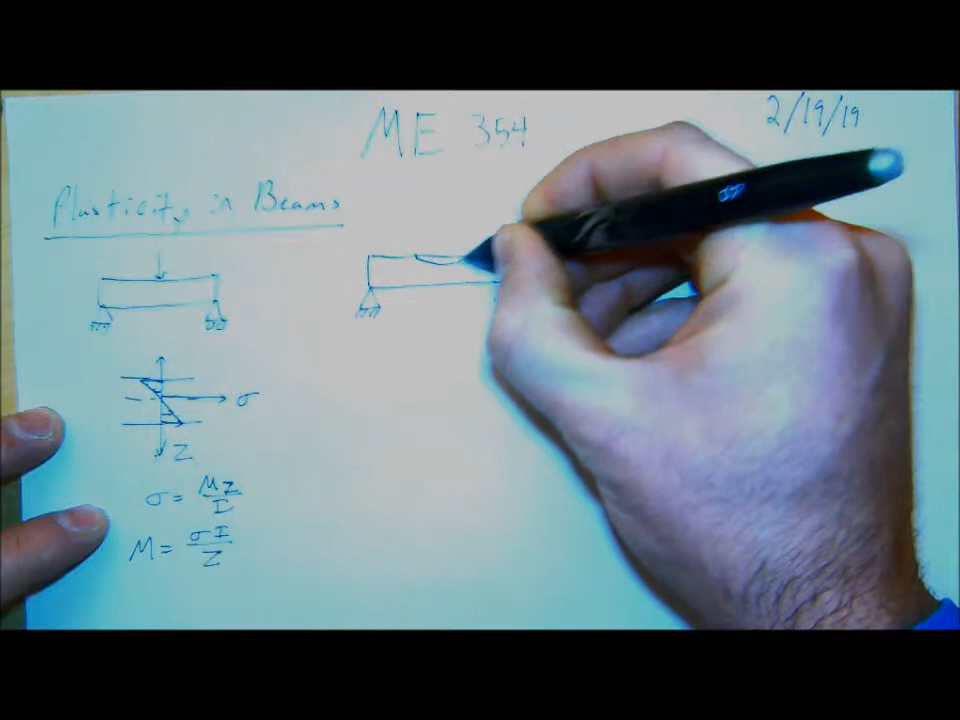 ME 354
2/19/19
Plasticity in Beams
σ
Z
σ = Mz/I
M = σI/Z